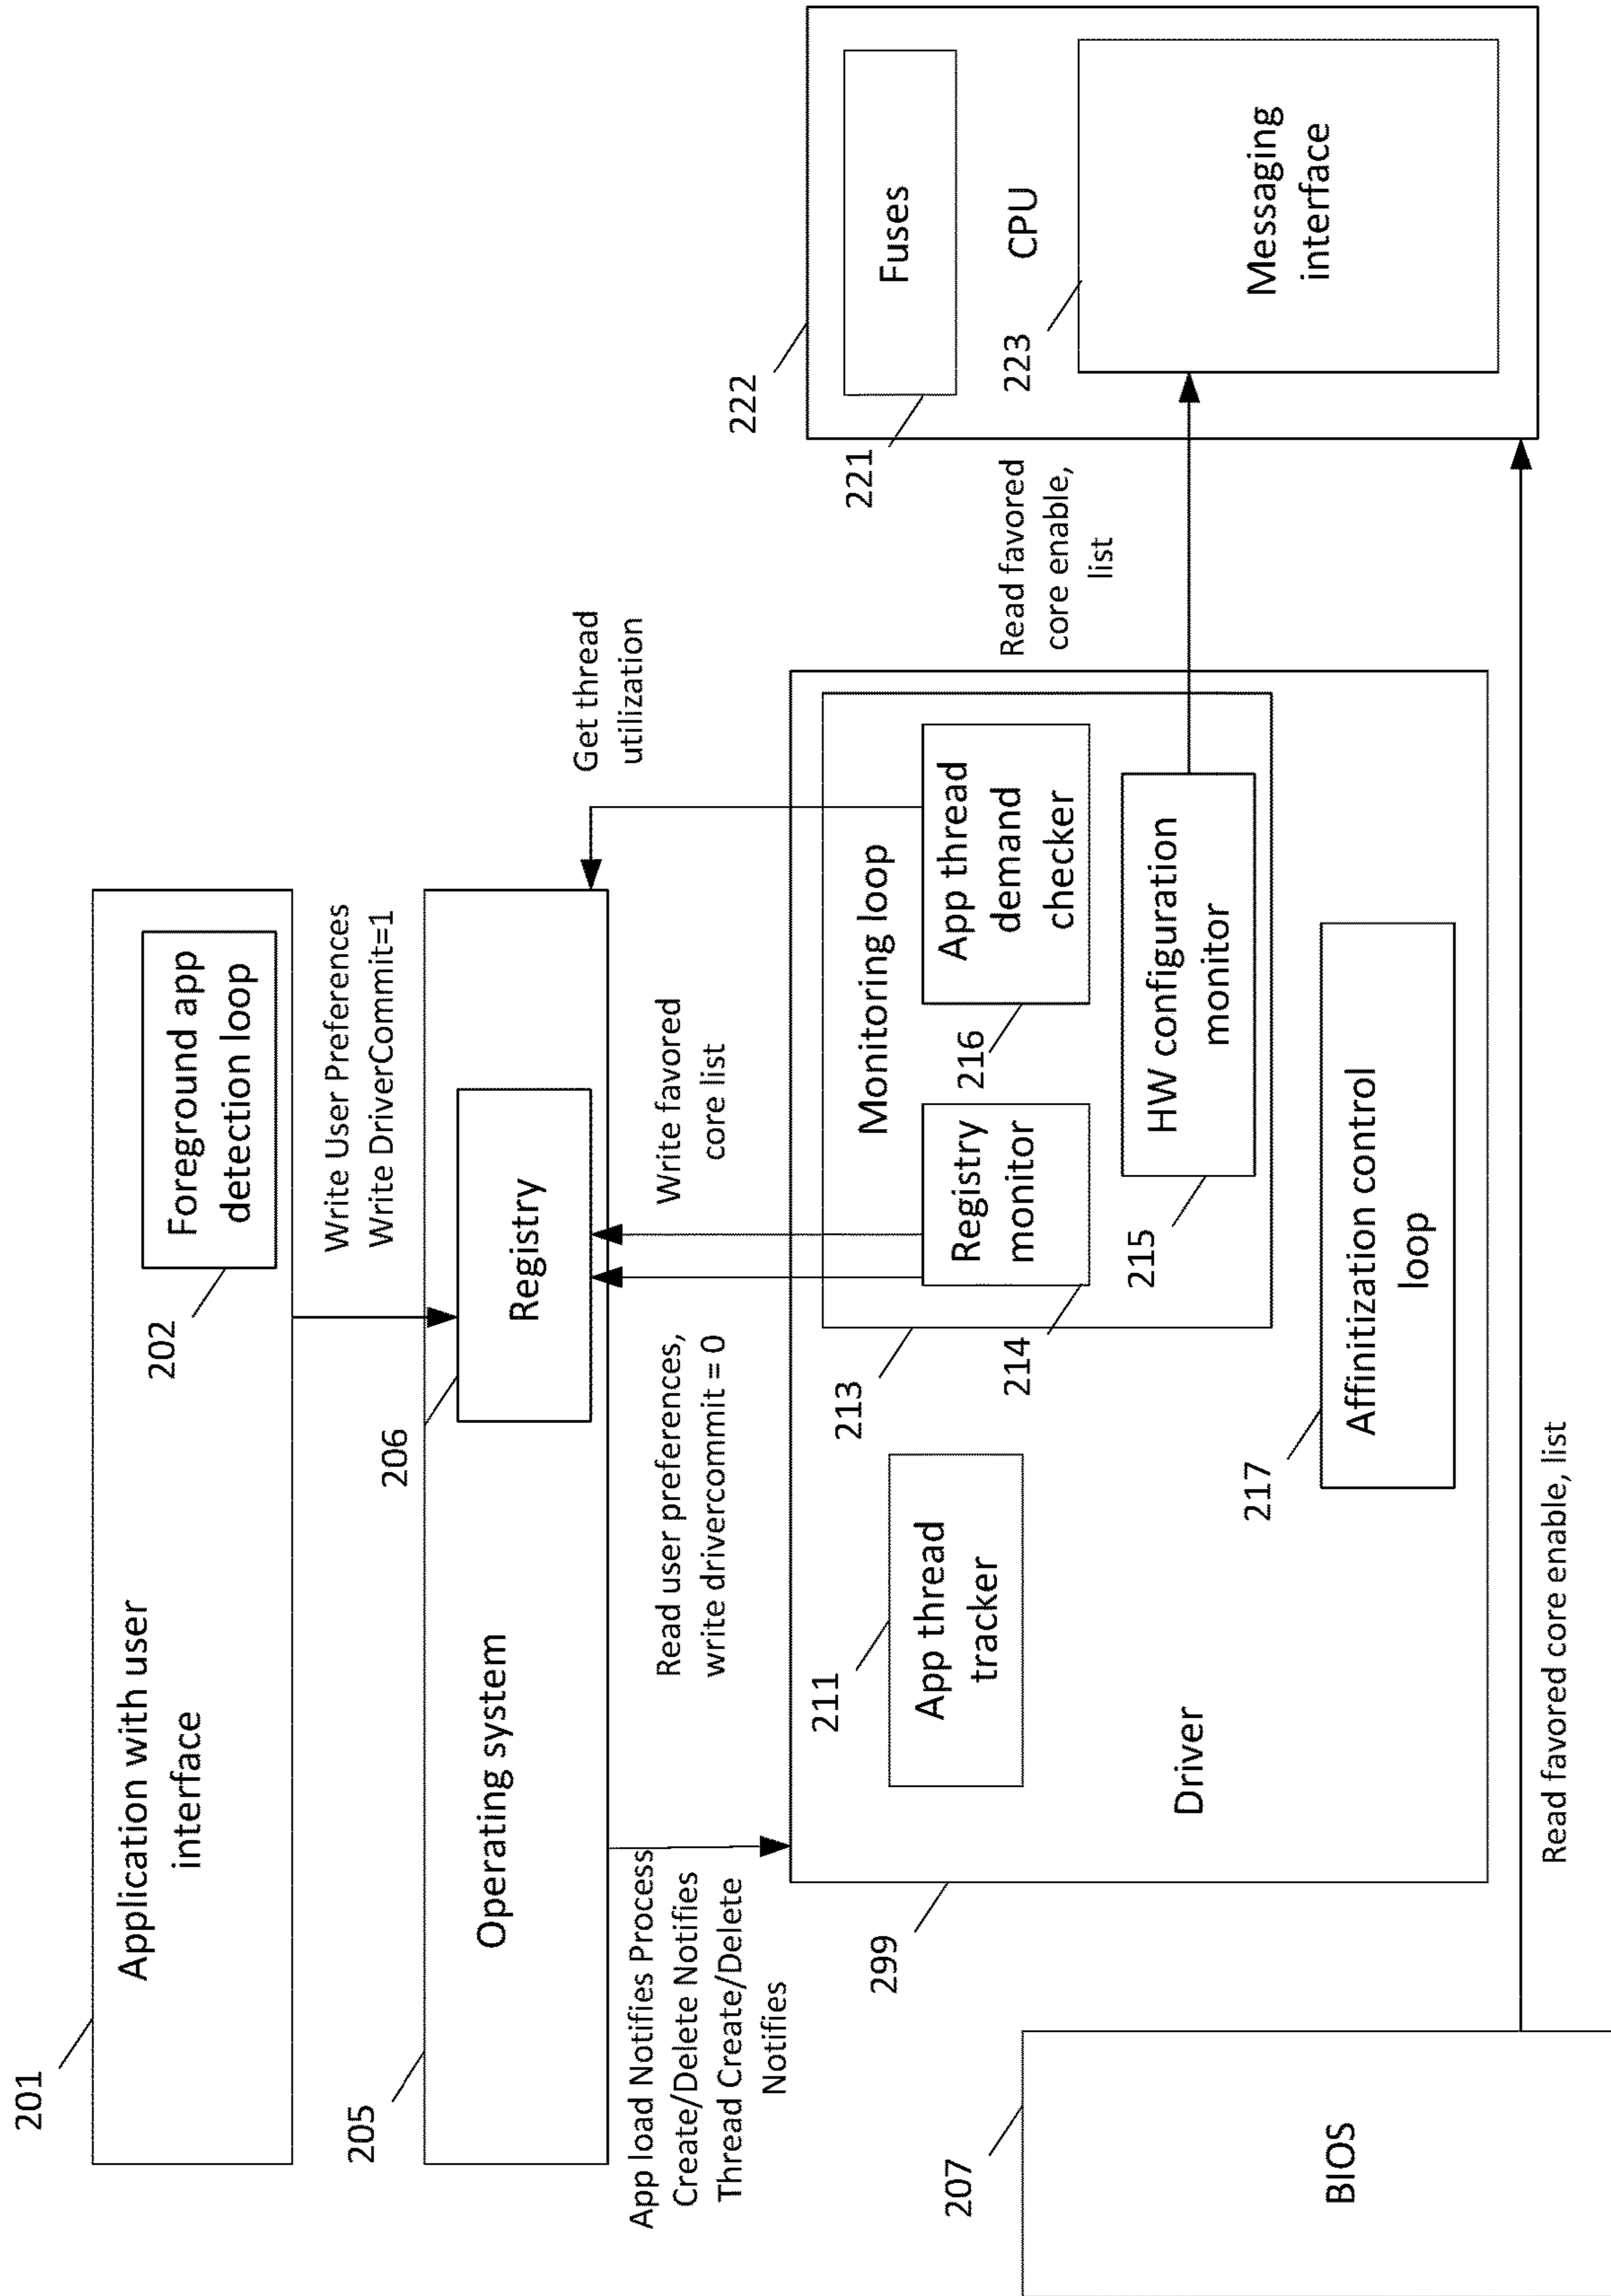 201
Application with user
interface
Foreground app
detection loop
202
Write User Preferences
Write DriverCommit=1
205
Operating system
Registry
206
App load Notifies Process
Create/Delete Notifies
Thread Create/Delete
Notifies
Read user preferences,
write drivercommit = 0
Write favored
core list
Get thread
utilization
299
Driver
211
App thread
tracker
213
Monitoring loop
Registry
monitor
214
App thread
demand
checker
216
HW configuration
monitor
215
Affinitization control
loop
217
Read favored
core enable,
list
222
Fuses
221
CPU
223
Messaging
interface
207
BIOS
Read favored core enable, list